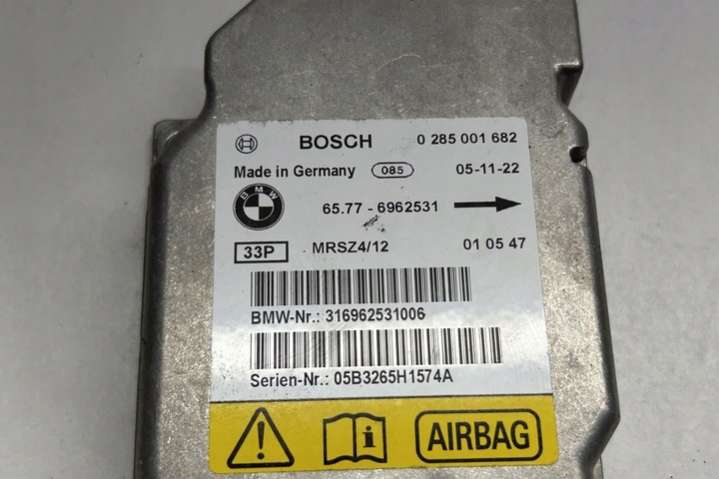 BOSCH 0 285 001 682
Made in Germany 085 05-11-22
BMW 65.77 - 6962531
33P MRSZ4/12 01 05 47
BMW-Nr.: 316962531006
Serien-Nr.: 05B3265H1574A
i AIRBAG